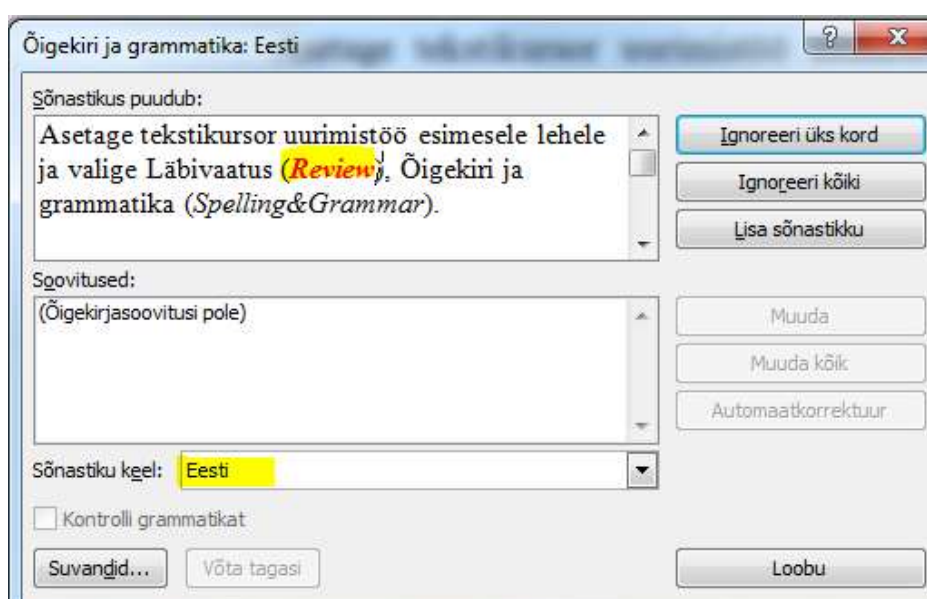 Õigekiri ja grammatika: Eesti
Sõnastikus puudub:
Asetage tekstikursor uurimistöö esimesele lehele
ja valige Läbivaatus (Review), Õigekiri ja
grammatika (Spelling&Grammar).
Ignoreeri üks kord
Ignoreeri kõiki
Lisa sõnastikku
Soovitused:
(Õigekirjasoovitusi pole)
Muuda
Muuda kõik
Automaatkorrektuur
Sõnastiku keel: Eesti
Kontrolli grammatikat
Suvandid... Võta tagasi Loobu